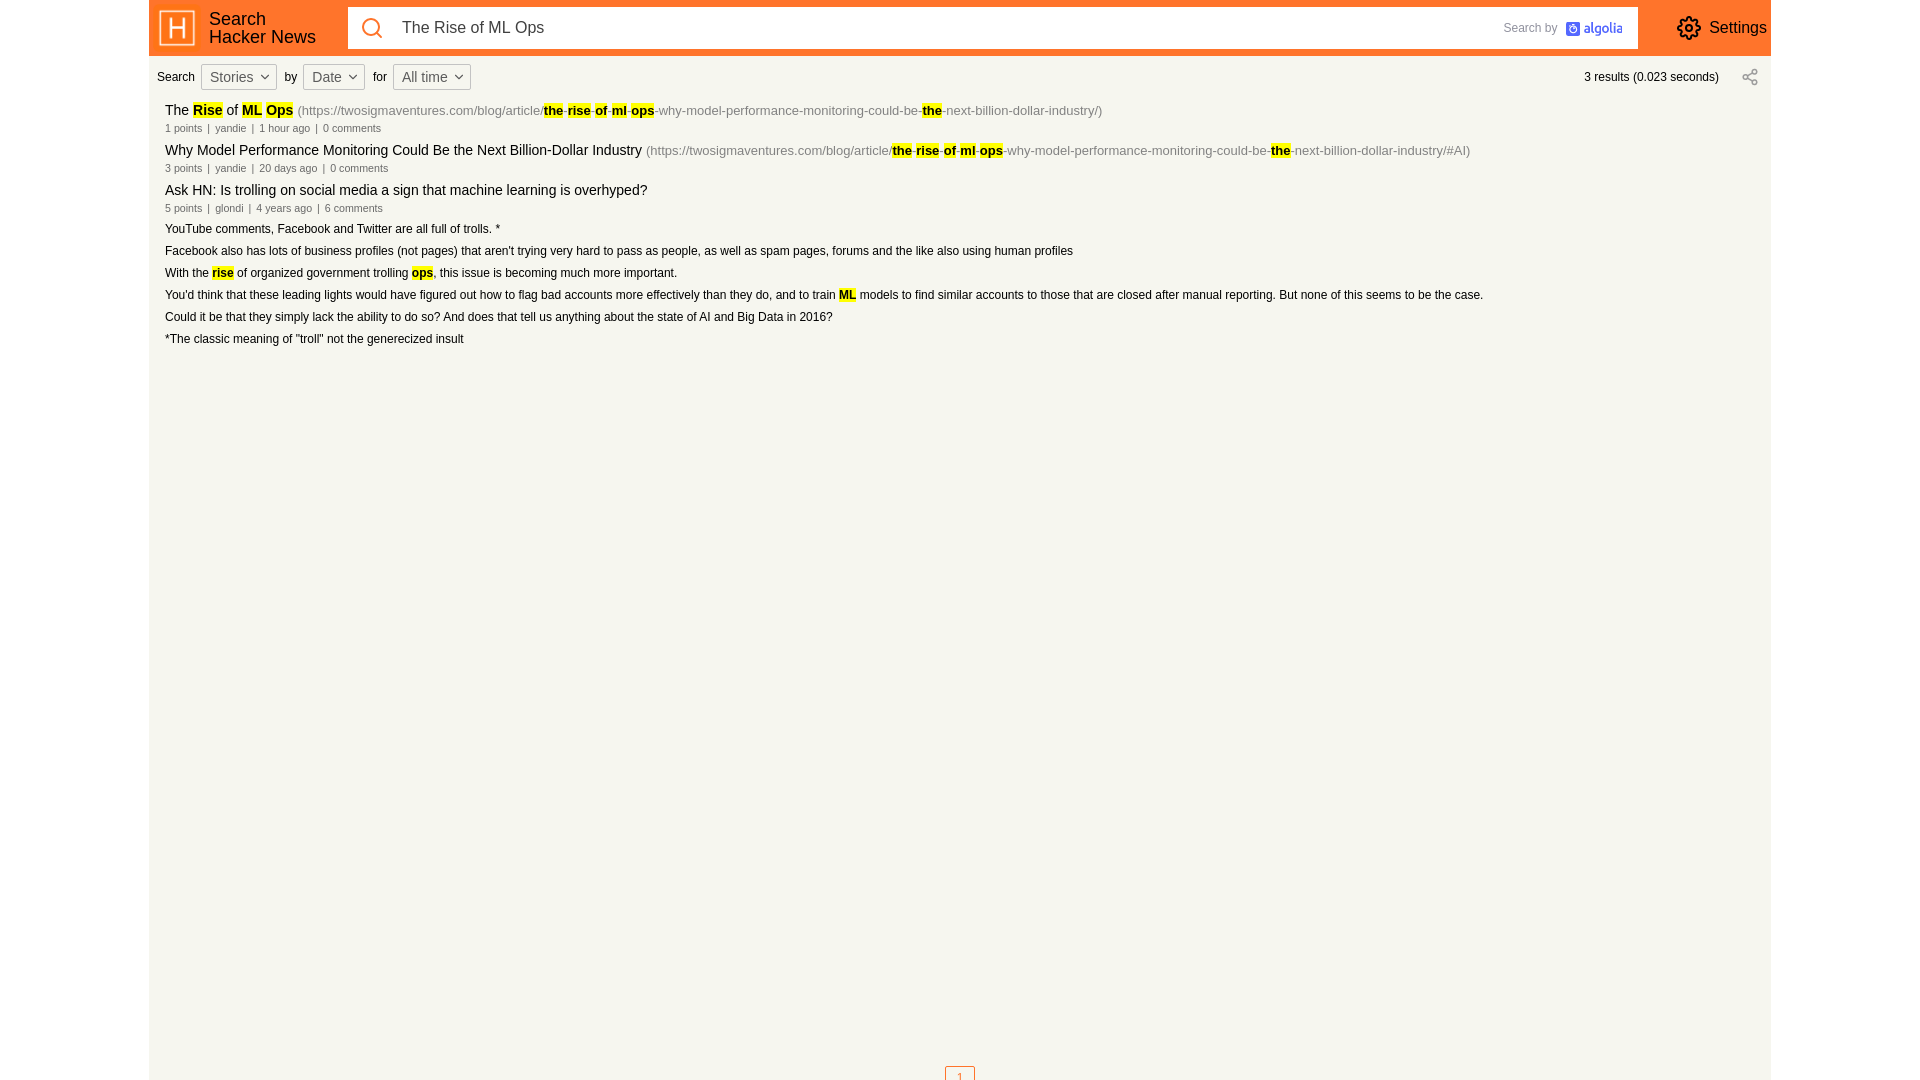 H
Search
Hacker News
The Rise of ML Ops
Search by algolia
Settings
Search Stories by Date for All time 3 results (0.023 seconds)
The Rise of ML Ops (https://twosigmaventures.com/blog/article/the-rise-of-ml-ops-why-model-performance-monitoring-could-be-the-next-billion-dollar-industry/)
1 points | yandie | 1 hour ago | 0 comments
Why Model Performance Monitoring Could Be the Next Billion-Dollar Industry (https://twosigmaventures.com/blog/article/the-rise-of-ml-ops-why-model-performance-monitoring-could-be-the-next-billion-dollar-industry/#AI)
3 points | yandie | 20 days ago | 0 comments
Ask HN: Is trolling on social media a sign that machine learning is overhyped?
5 points | glondi | 4 years ago | 6 comments
YouTube comments, Facebook and Twitter are all full of trolls. *
Facebook also has lots of business profiles (not pages) that aren't trying very hard to pass as people, as well as spam pages, forums and the like also using human profiles
With the rise of organized government trolling ops, this issue is becoming much more important.
You'd think that these leading lights would have figured out how to flag bad accounts more effectively than they do, and to train ML models to find similar accounts to those that are closed after manual reporting. But none of this seems to be the case.
Could it be that they simply lack the ability to do so? And does that tell us anything about the state of AI and Big Data in 2016?
*The classic meaning of "troll" not the generecized insult
1